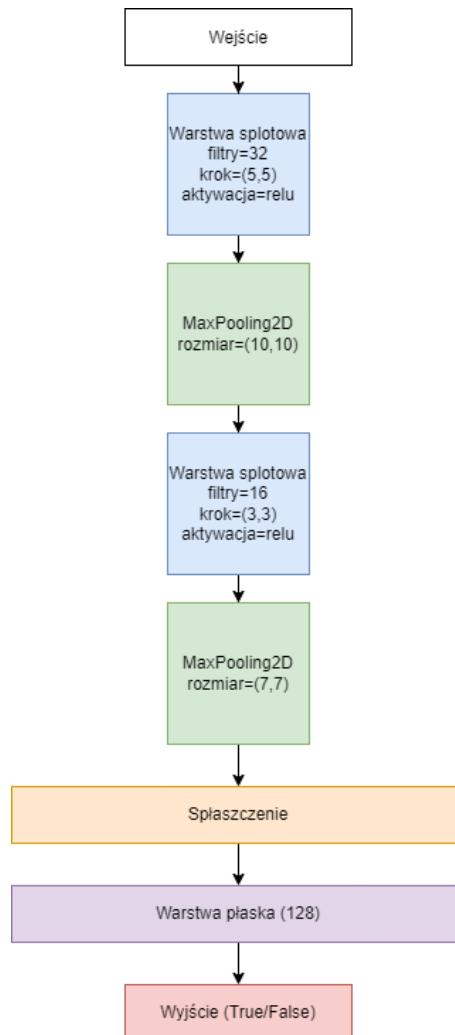 Wejście
Warstwa splotowa
filtry=32
krok=(5,5)
aktywacja=relu
MaxPooling2D
rozmiar=(10,10)
Warstwa splotowa
filtry=16
krok=(3,3)
aktywacja=relu
MaxPooling2D
rozmiar=(7,7)
Spłaszczenie
Warstwa płaska (128)
Wyjście (True/False)